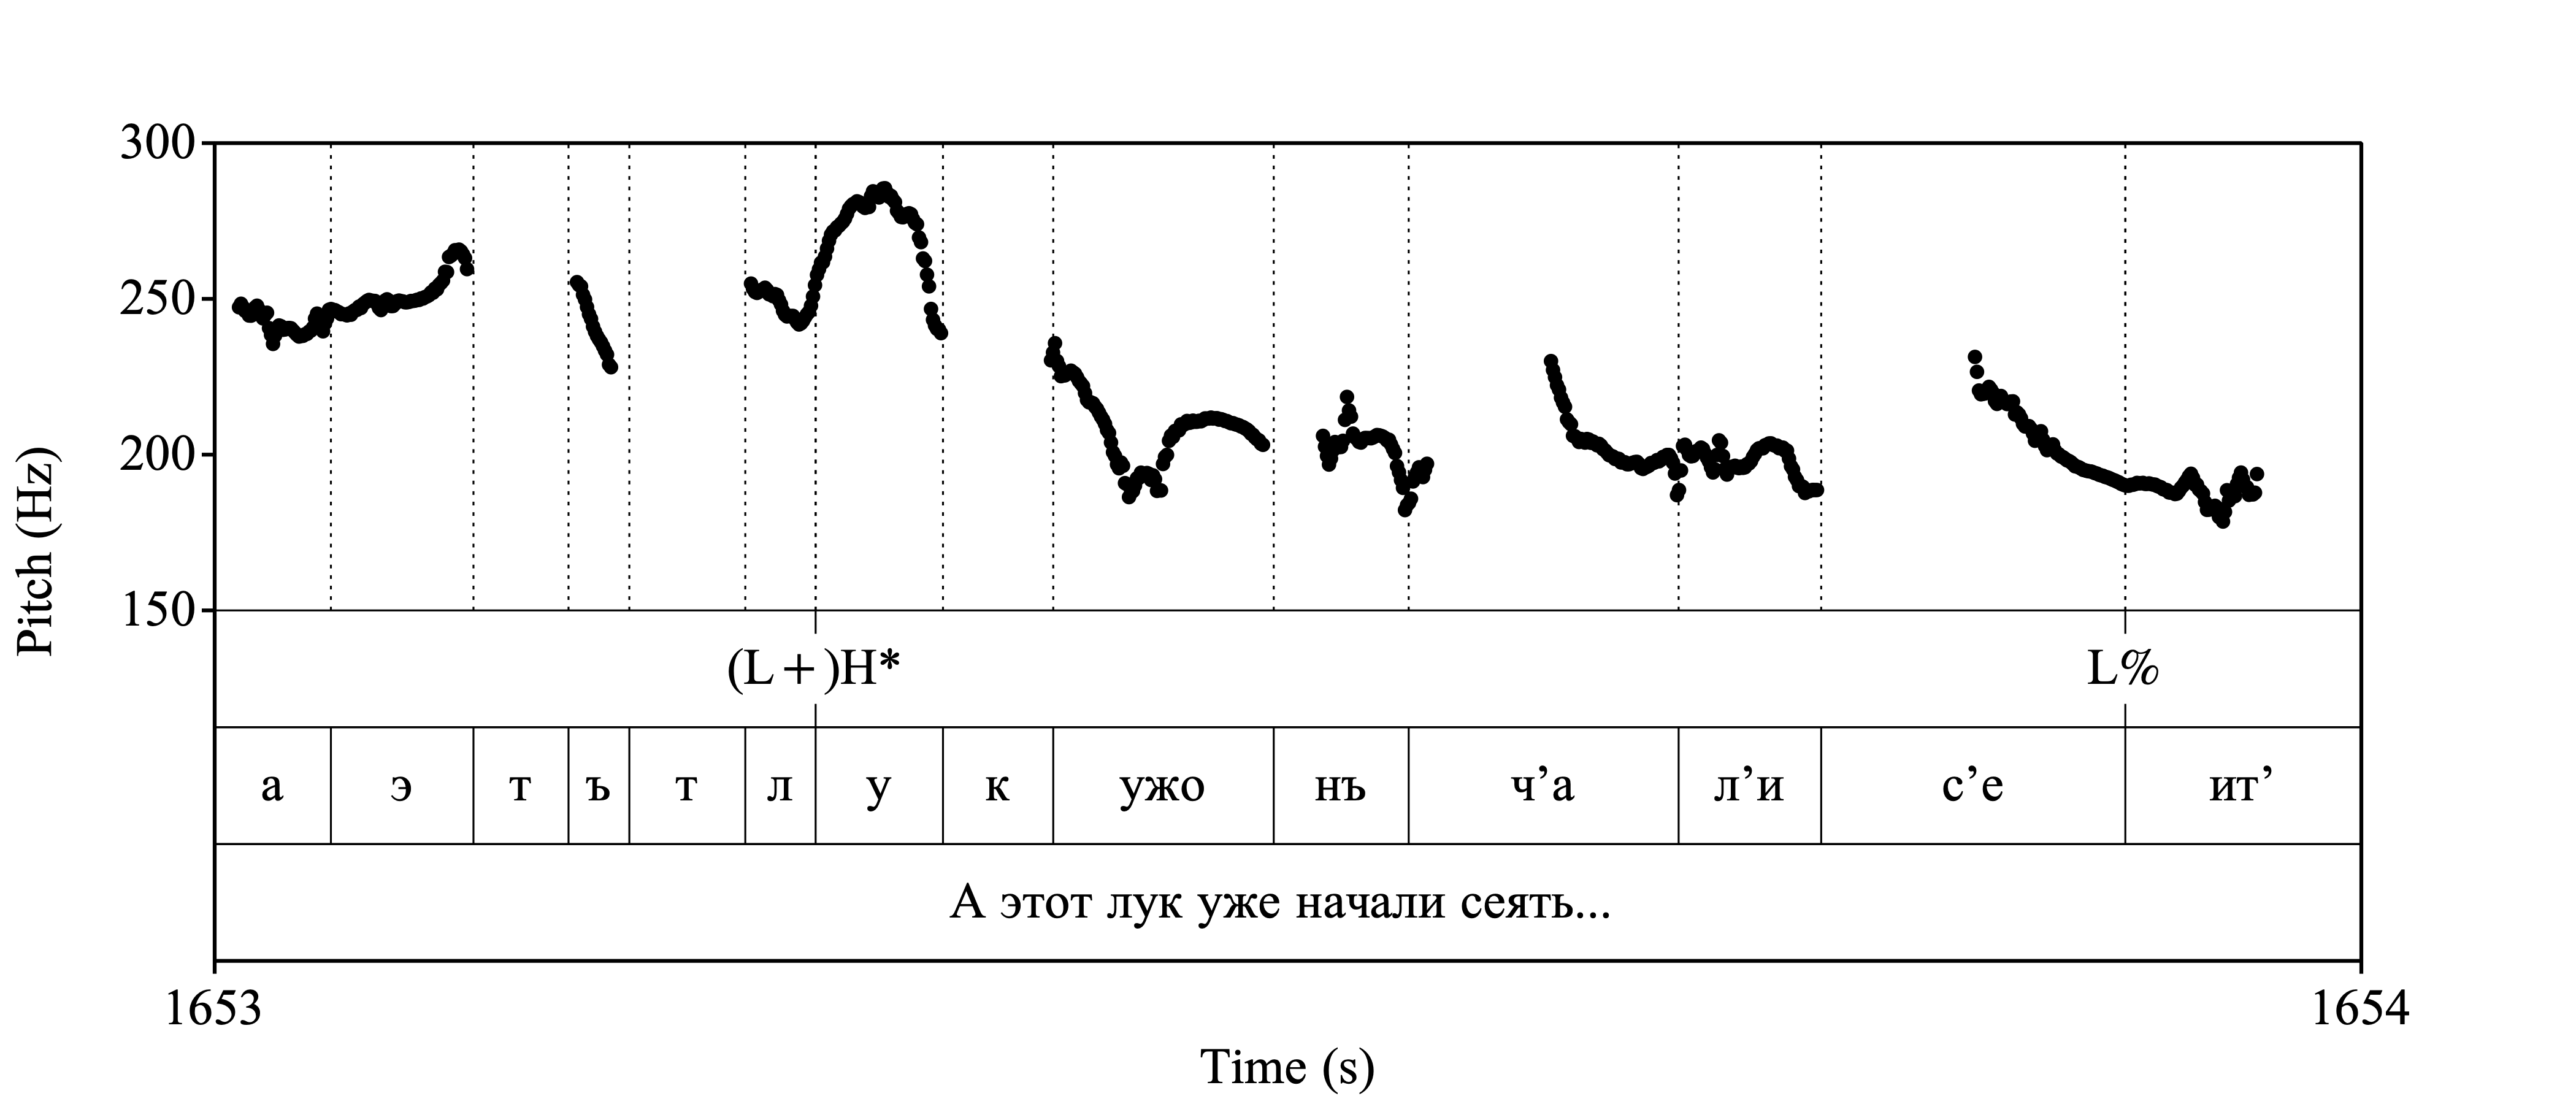 300
250
200
150
Pitch (Hz)
(L+)H* L%
а э т ъ т л у к ужо нъ ч’а л’и с’е ит’
А этот лук уже начали сеять...
1653 1654
Time (s)